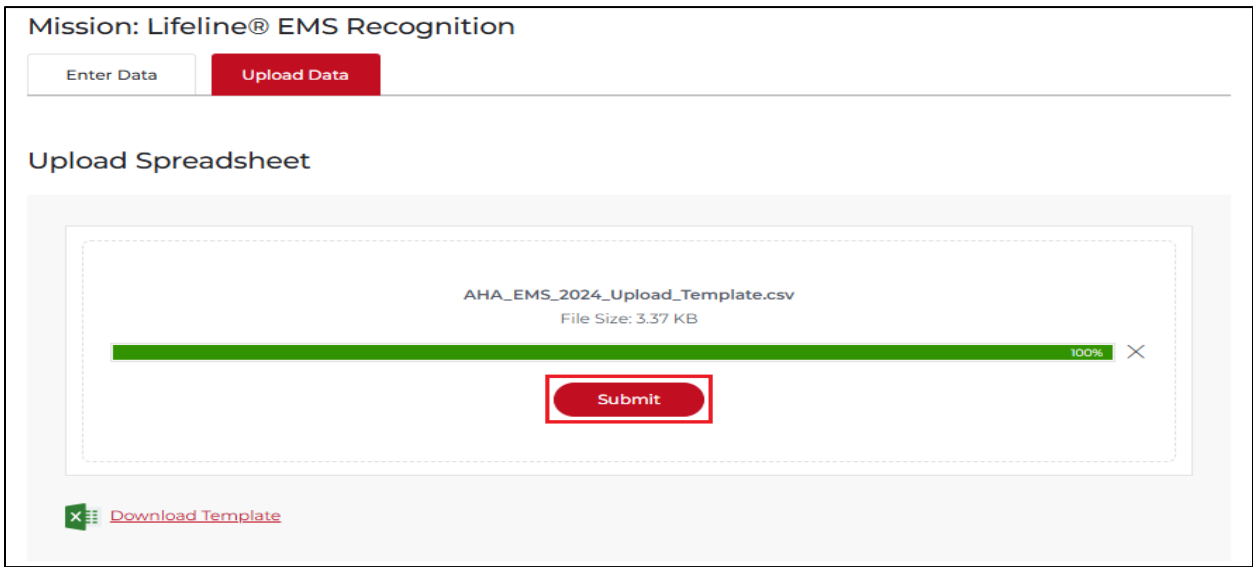 Mission: Lifeline® EMS Recognition
Enter Data
Upload Data
Upload Spreadsheet
AHA_EMS_2024_Upload_Template.csv
File Size: 3.37 KB
100%
Submit
Download Template